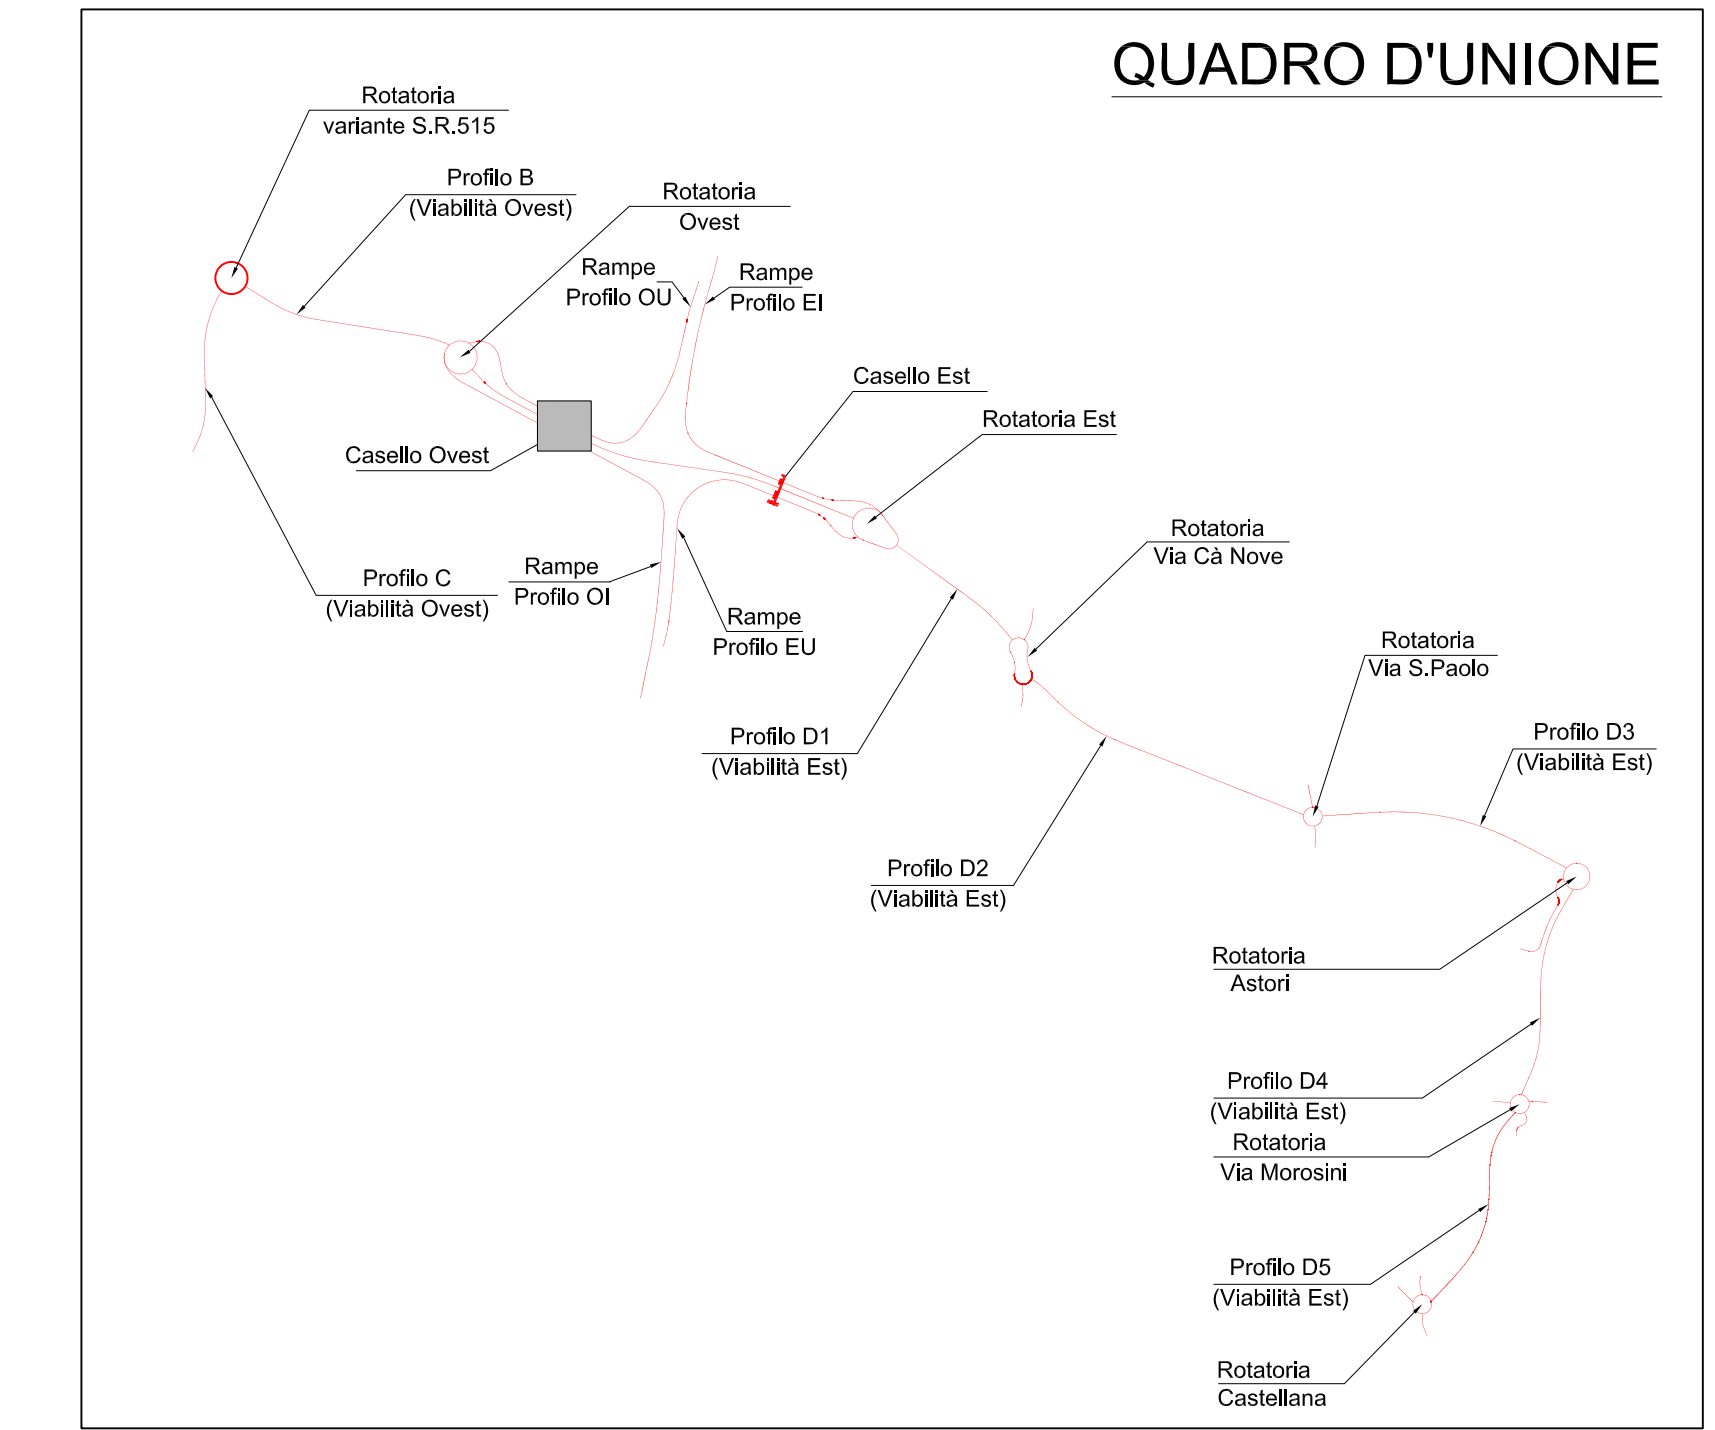 QUADRO D'UNIONE
Rotatoria
variante S.R.515
Profilo B
(Viabilità Ovest)
Rotatoria
Ovest
Rampe
Profilo OU
Rampe
Profilo EI
Casello Est
Rotatoria Est
Casello Ovest
Rotatoria
Via Cà Nove
Profilo C
(Viabilità Ovest)
Rampe
Profilo OI
Rampe
Profilo EU
Rotatoria
Via S.Paolo
Profilo D1
(Viabilità Est)
Profilo D3
(Viabilità Est)
Profilo D2
(Viabilità Est)
Rotatoria
Astori
Profilo D4
(Viabilità Est)
Rotatoria
Via Morosini
Profilo D5
(Viabilità Est)
Rotatoria
Castellana